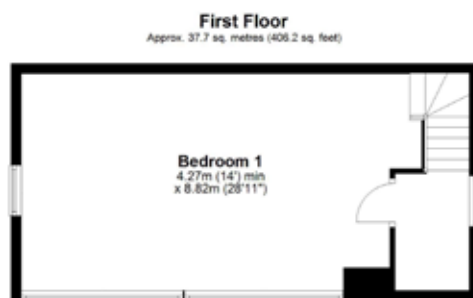 First Floor
Approx. 37.7 sq. metres (406.2 sq. feet)
Bedroom 1
4.27m (14') min
x 8.82m (28'11")